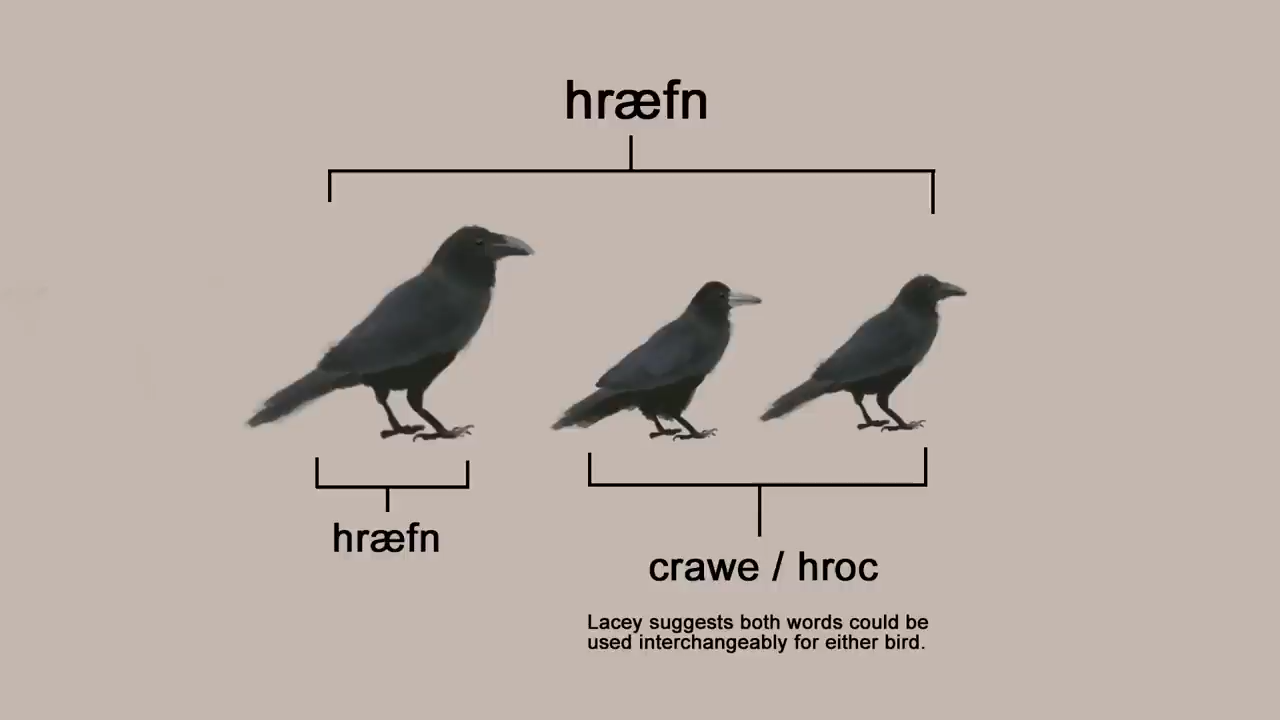 hræfn
hræfn
crawe / hroc
Lacey suggests both words could be
used interchangeably for either bird.